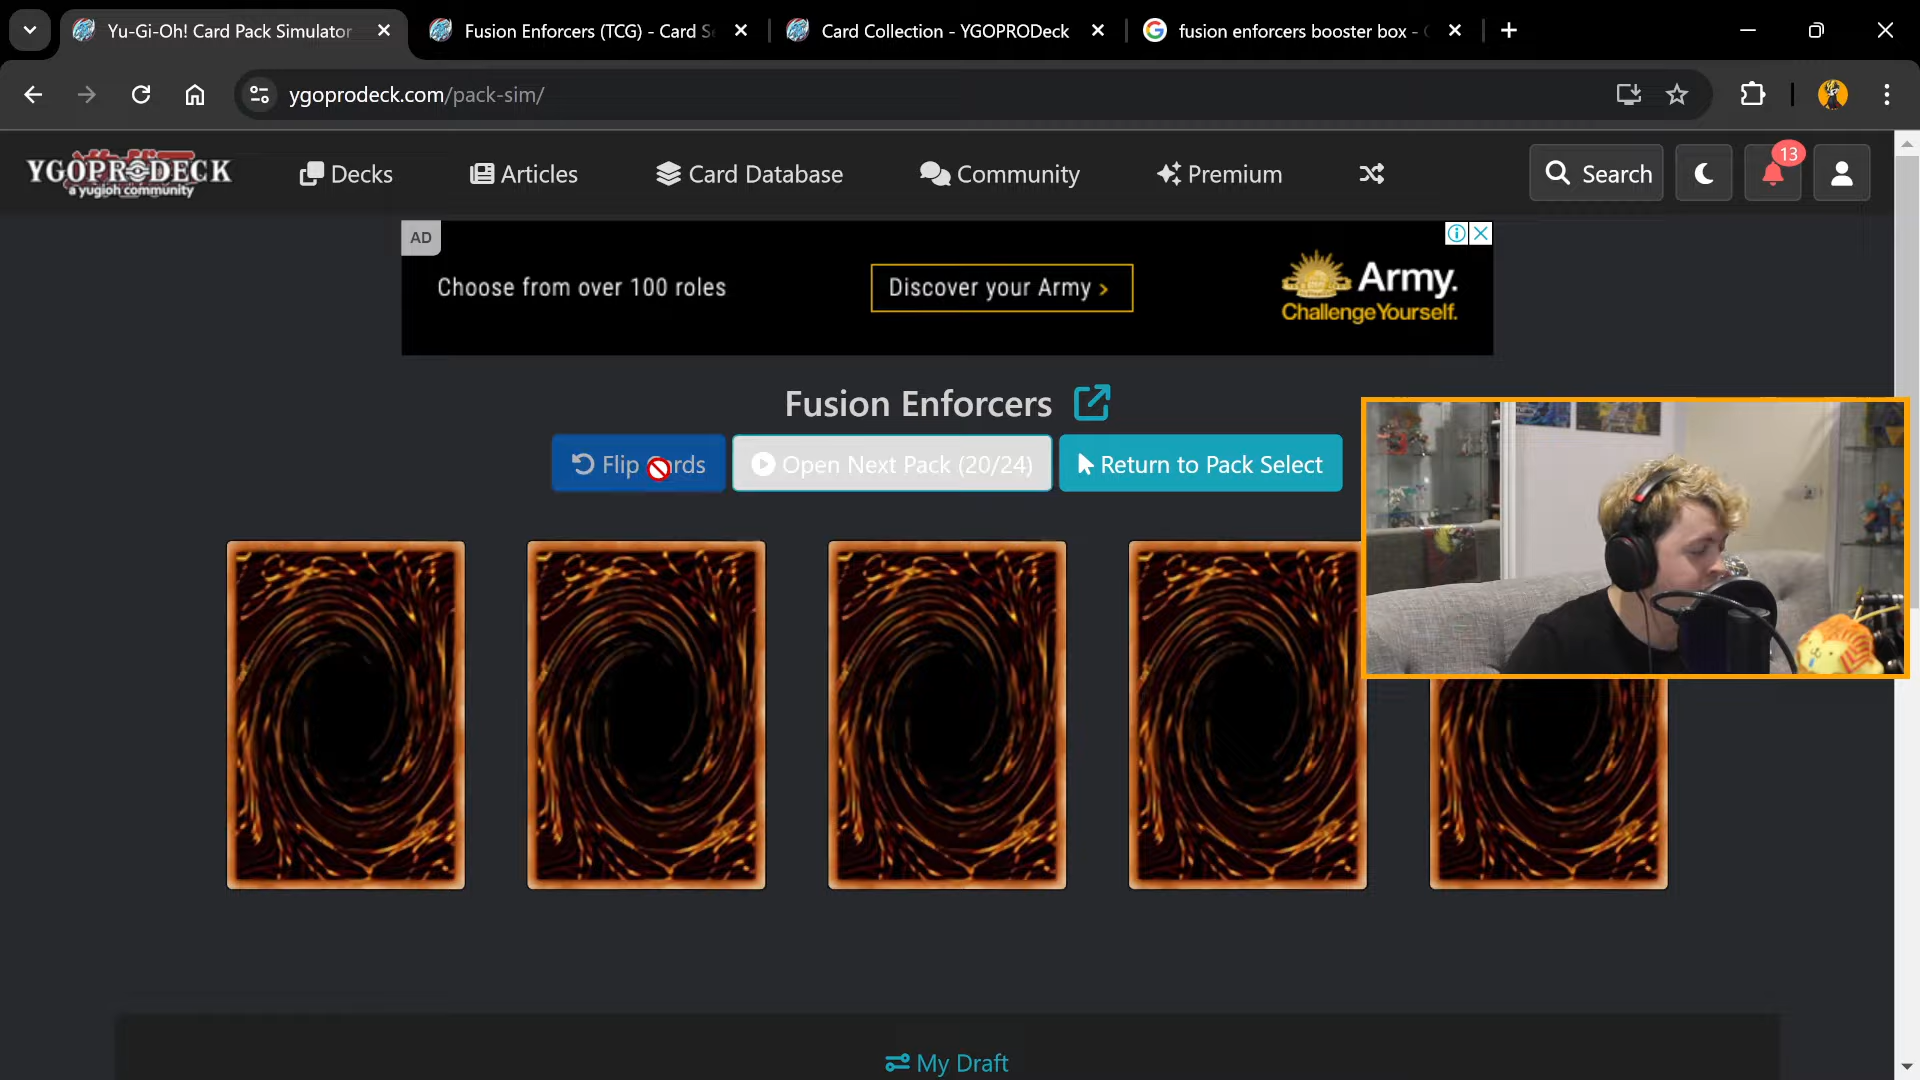 Yu-Gi-Oh! Card Pack Simulator
Fusion Enforcers (TCG) - Card S
Card Collection - YGOPRODeck
fusion enforcers booster box -
ygoprodeck.com/pack-sim/
YGOPRODECK
a yugioh community
Decks
Articles
Card Database
Community
Premium
Search
13
AD
Choose from over 100 roles
Discover your Army >
Army.
Challenge Yourself.
Fusion Enforcers
Flip Cards
Open Next Pack (20/24)
Return to Pack Select
My Draft